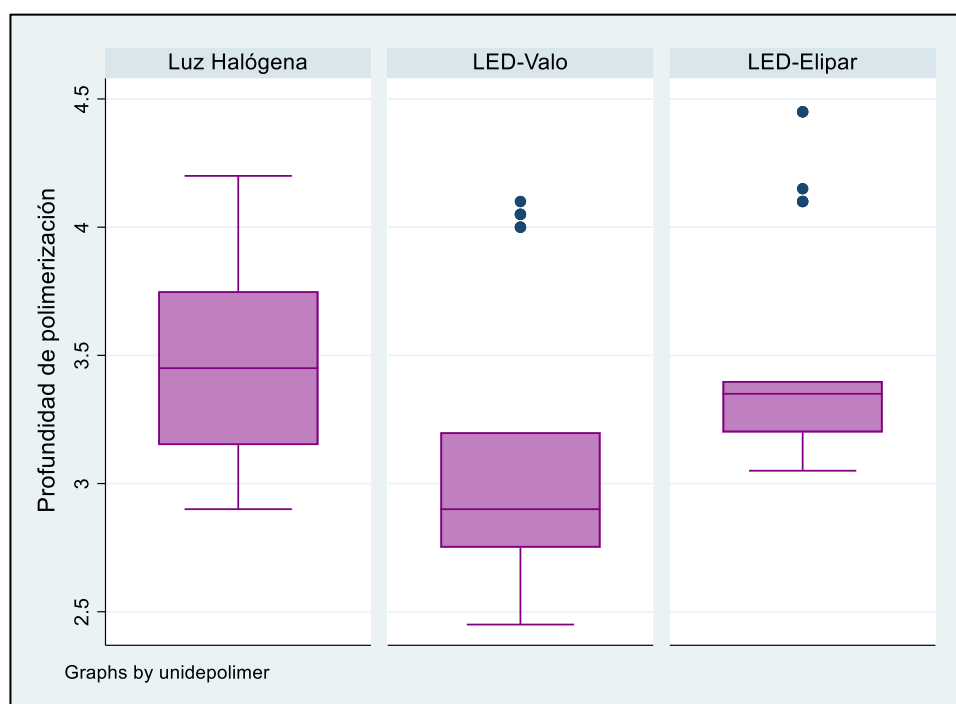 Luz Halógena
LED-Valo
LED-Elipar
Profundidad de polimerización
4.5
4
3.5
3
2.5
Graphs by unidepolimer